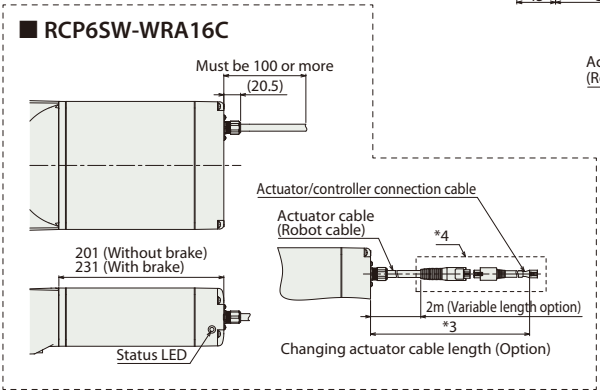 ■ RCP6SW-WRA16C
Must be 100 or more
(20.5)
Actuator/controller connection cable
Actuator cable
(Robot cable)
*4
201 (Without brake)
231 (With brake)
2m (Variable length option)
*3
Status LED
Changing actuator cable length (Option)